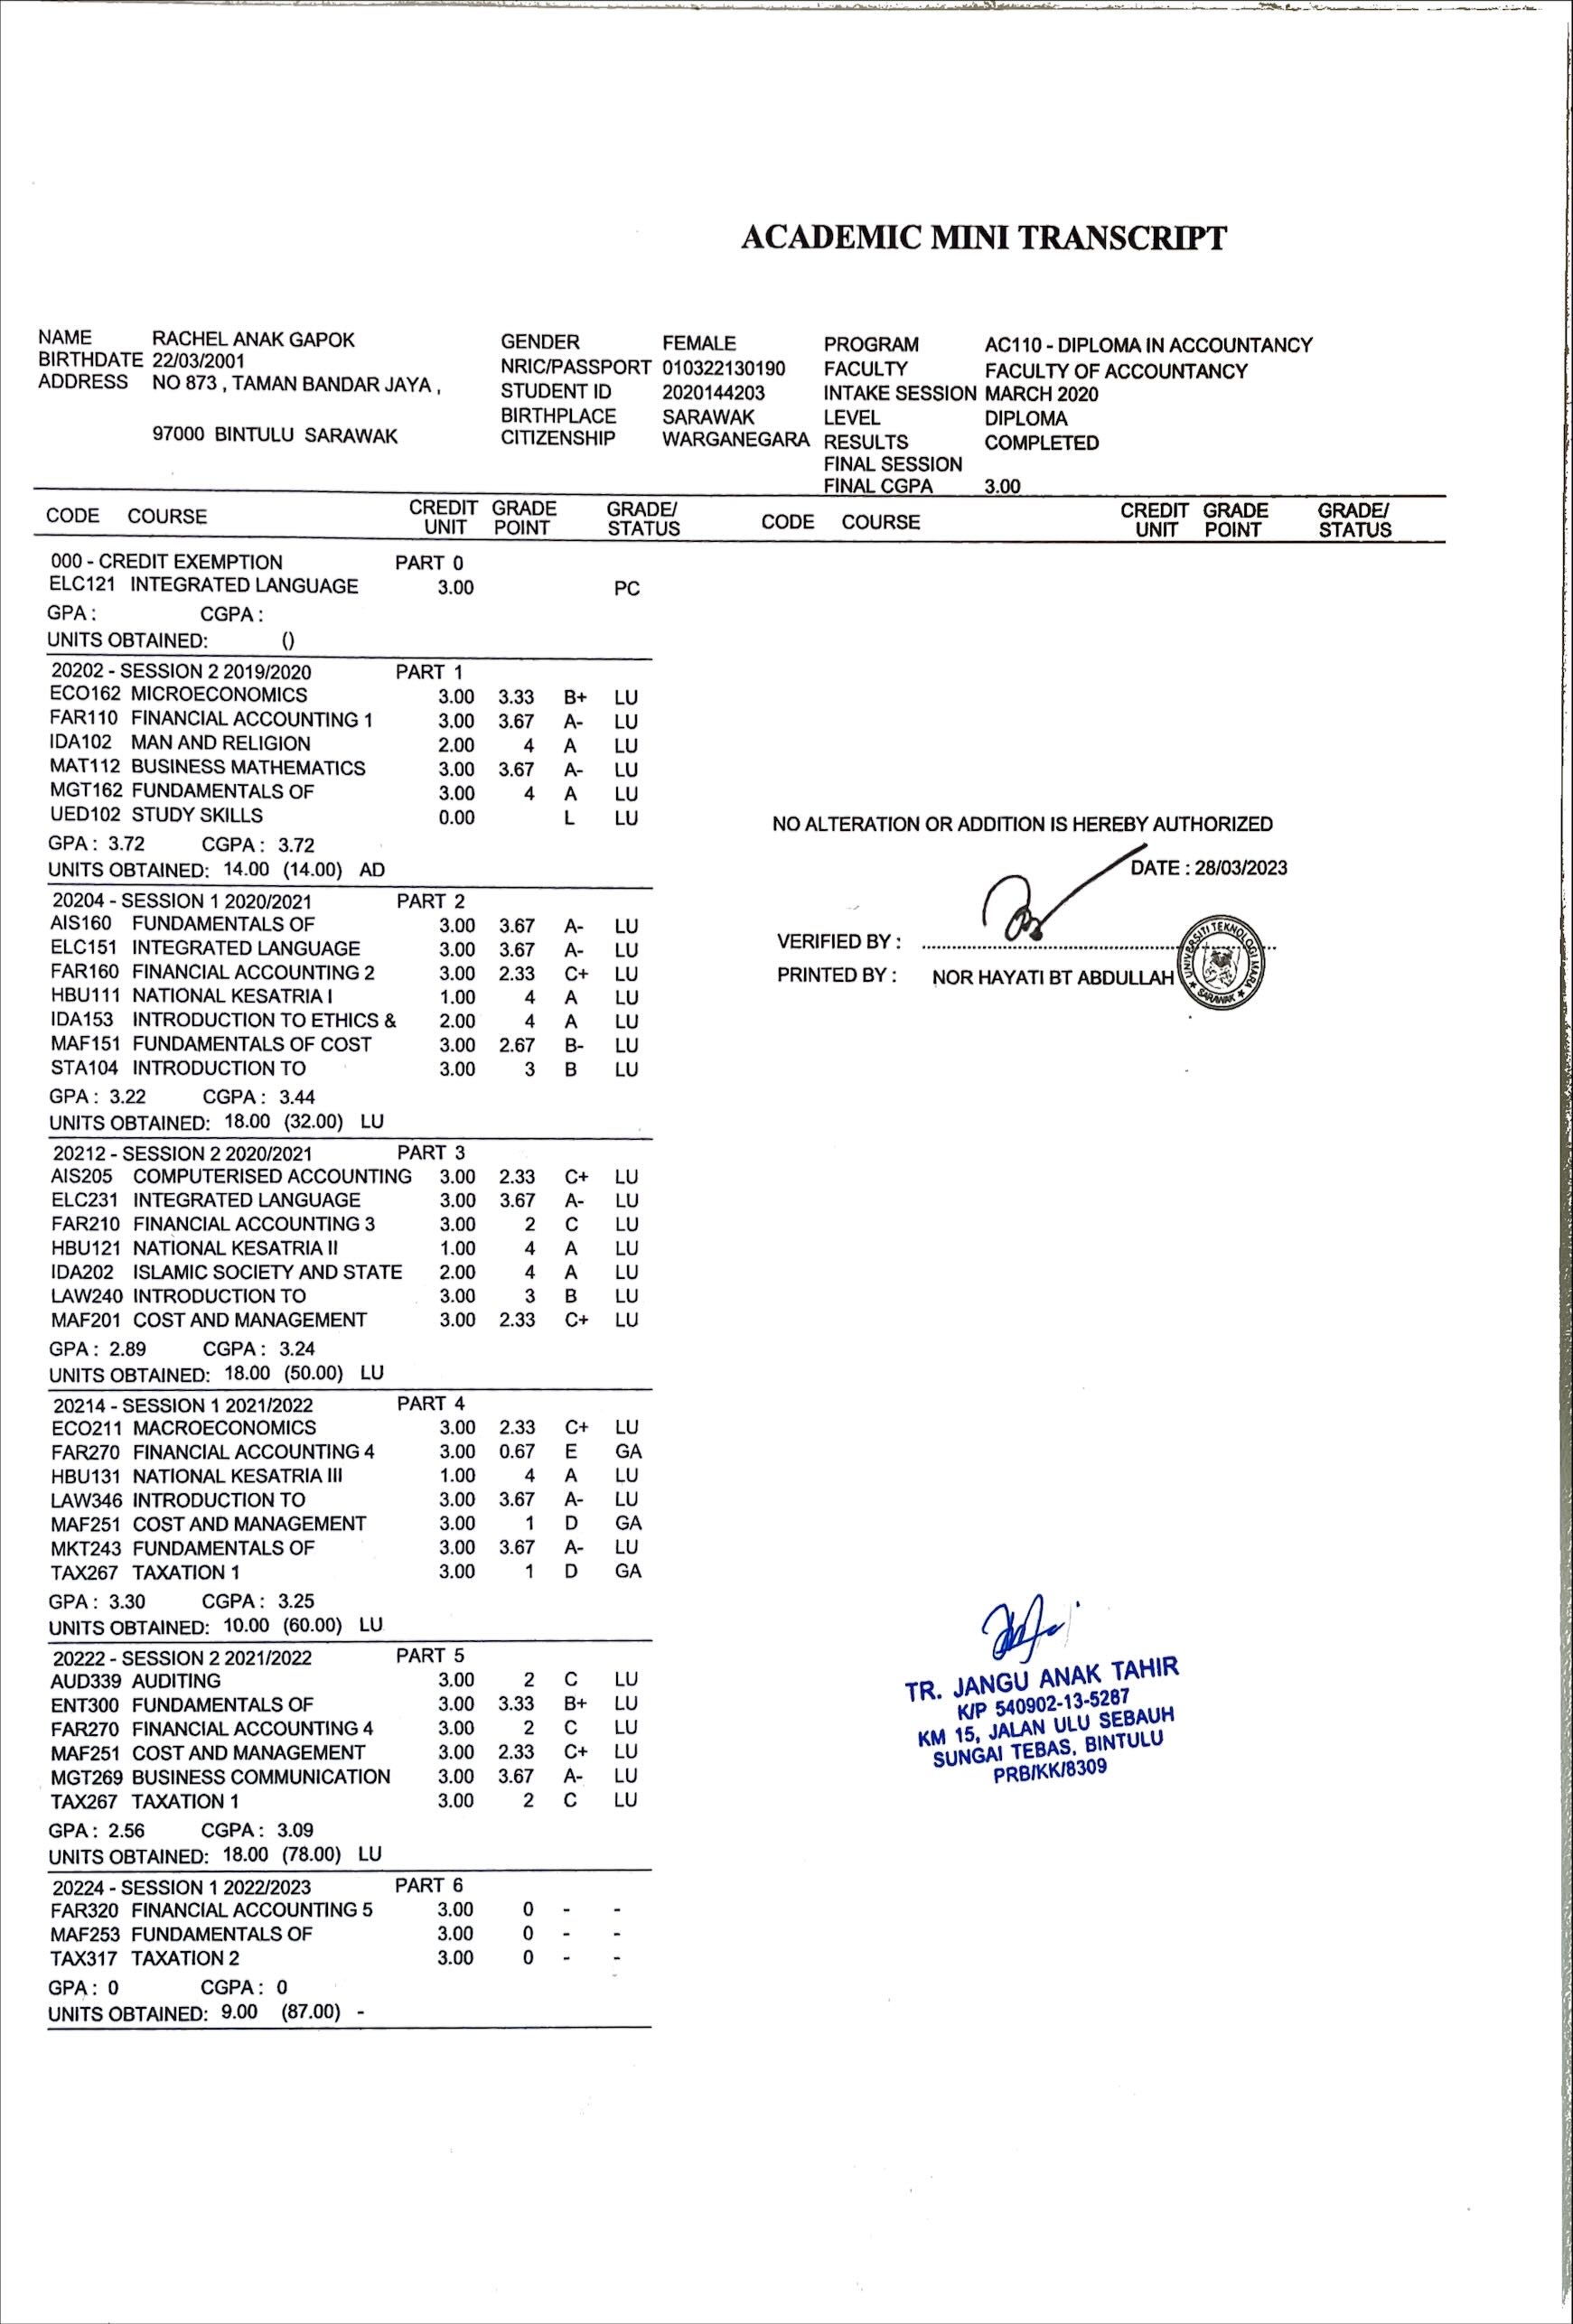 ACADEMIC MINI TRANSCRIPT
NAME RACHEL ANAK GAPOK GENDER FEMALE PROGRAM AC110 - DIPLOMA IN ACCOUNTANCY
BIRTHDATE 22/03/2001 NRIC/PASSPORT 010322130190 FACULTY FACULTY OF ACCOUNTANCY
ADDRESS NO 873 , TAMAN BANDAR JAYA , STUDENT ID 2020144203 INTAKE SESSION MARCH 2020
BIRTHPLACE SARAWAK LEVEL DIPLOMA
97000 BINTULU SARAWAK CITIZENSHIP WARGANEGARA RESULTS COMPLETED
FINAL SESSION
FINAL CGPA 3.00
CODE COURSE CREDIT UNIT GRADE POINT GRADE/ STATUS CODE COURSE CREDIT UNIT GRADE POINT GRADE/ STATUS
000 - CREDIT EXEMPTION PART 0
ELC121 INTEGRATED LANGUAGE 3.00 PC
GPA : CGPA :
UNITS OBTAINED: ()
20202 - SESSION 2 2019/2020 PART 1
ECO162 MICROECONOMICS 3.00 3.33 B+ LU
FAR110 FINANCIAL ACCOUNTING 1 3.00 3.67 A- LU
IDA102 MAN AND RELIGION 2.00 4 A LU
MAT112 BUSINESS MATHEMATICS 3.00 3.67 A- LU
MGT162 FUNDAMENTALS OF 3.00 4 A LU
UED102 STUDY SKILLS 0.00 L LU
GPA : 3.72 CGPA : 3.72
UNITS OBTAINED: 14.00 (14.00) AD
20204 - SESSION 1 2020/2021 PART 2
AIS160 FUNDAMENTALS OF 3.00 3.67 A- LU
ELC151 INTEGRATED LANGUAGE 3.00 3.67 A- LU
FAR160 FINANCIAL ACCOUNTING 2 3.00 2.33 C+ LU
HBU111 NATIONAL KESATRIA I 1.00 4 A LU
IDA153 INTRODUCTION TO ETHICS & 2.00 4 A LU
MAF151 FUNDAMENTALS OF COST 3.00 2.67 B- LU
STA104 INTRODUCTION TO 3.00 3 B LU
GPA : 3.22 CGPA : 3.44
UNITS OBTAINED: 18.00 (32.00) LU
20212 - SESSION 2 2020/2021 PART 3
AIS205 COMPUTERISED ACCOUNTING 3.00 2.33 C+ LU
ELC231 INTEGRATED LANGUAGE 3.00 3.67 A- LU
FAR210 FINANCIAL ACCOUNTING 3 3.00 2 C LU
HBU121 NATIONAL KESATRIA II 1.00 4 A LU
IDA202 ISLAMIC SOCIETY AND STATE 2.00 4 A LU
LAW240 INTRODUCTION TO 3.00 3 B LU
MAF201 COST AND MANAGEMENT 3.00 2.33 C+ LU
GPA : 2.89 CGPA : 3.24
UNITS OBTAINED: 18.00 (50.00) LU
20214 - SESSION 1 2021/2022 PART 4
ECO211 MACROECONOMICS 3.00 2.33 C+ LU
FAR270 FINANCIAL ACCOUNTING 4 3.00 0.67 E GA
HBU131 NATIONAL KESATRIA III 1.00 4 A LU
LAW346 INTRODUCTION TO 3.00 3.67 A- LU
MAF251 COST AND MANAGEMENT 3.00 1 D GA
MKT243 FUNDAMENTALS OF 3.00 3.67 A- LU
TAX267 TAXATION 1 3.00 1 D GA
GPA : 3.30 CGPA : 3.25
UNITS OBTAINED: 10.00 (60.00) LU
20222 - SESSION 2 2021/2022 PART 5
AUD339 AUDITING 3.00 2 C LU
ENT300 FUNDAMENTALS OF 3.00 3.33 B+ LU
FAR270 FINANCIAL ACCOUNTING 4 3.00 2 C LU
MAF251 COST AND MANAGEMENT 3.00 2.33 C+ LU
MGT269 BUSINESS COMMUNICATION 3.00 3.67 A- LU
TAX267 TAXATION 1 3.00 2 C LU
GPA : 2.56 CGPA : 3.09
UNITS OBTAINED: 18.00 (78.00) LU
20224 - SESSION 1 2022/2023 PART 6
FAR320 FINANCIAL ACCOUNTING 5 3.00 0 - -
MAF253 FUNDAMENTALS OF 3.00 0 - -
TAX317 TAXATION 2 3.00 0 - -
GPA : 0 CGPA : 0
UNITS OBTAINED: 9.00 (87.00) -
NO ALTERATION OR ADDITION IS HEREBY AUTHORIZED
DATE : 28/03/2023
VERIFIED BY :
PRINTED BY : NOR HAYATI BT ABDULLAH
UNIVERSITI TEKNOLOGI MARA
SARAWAK
TR. JANGU ANAK TAHIR
K/P 540902-13-5287
KM 15, JALAN ULU SEBAUH
SUNGAI TEBAS, BINTULU
PRB/KK/8309